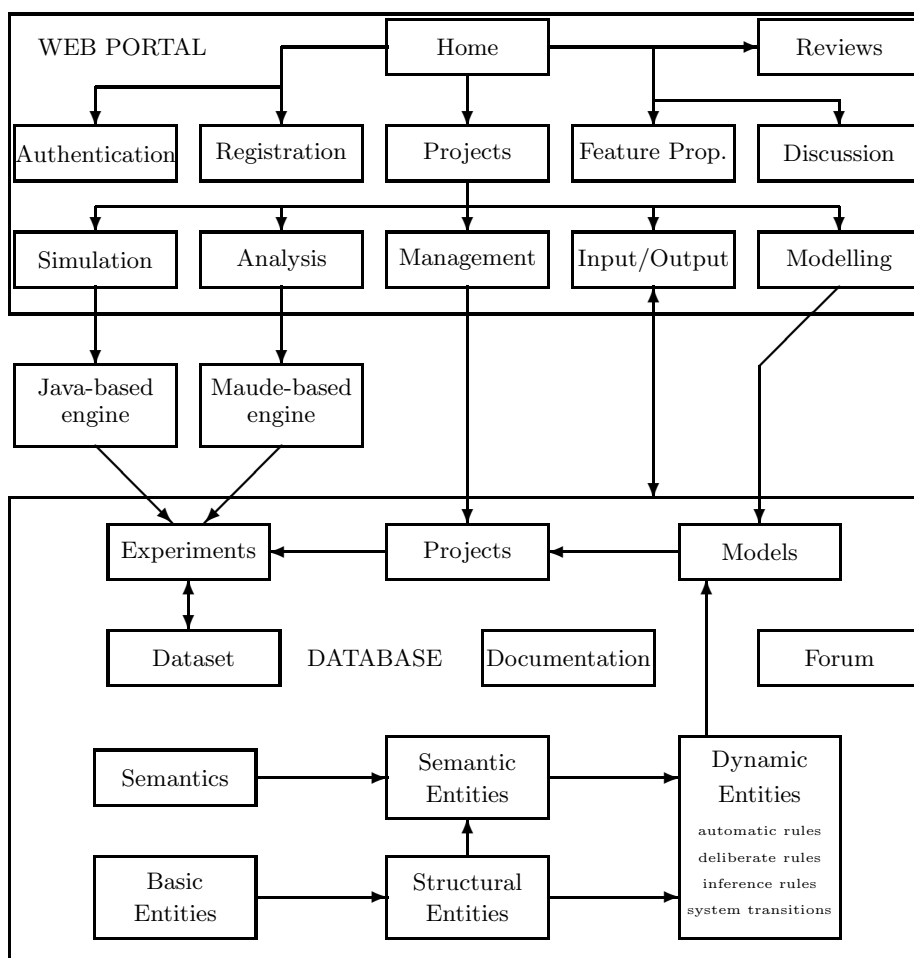 WEB PORTAL
Home
Reviews
Authentication
Registration
Projects
Feature Prop.
Discussion
Simulation
Analysis
Management
Input/Output
Modelling
Java-based
engine
Maude-based
engine
Experiments
Projects
Models
Dataset
DATABASE
Documentation
Forum
Semantics
Semantic
Entities
Dynamic
Entities
automatic rules
deliberate rules
inference rules
system transitions
Basic
Entities
Structural
Entities